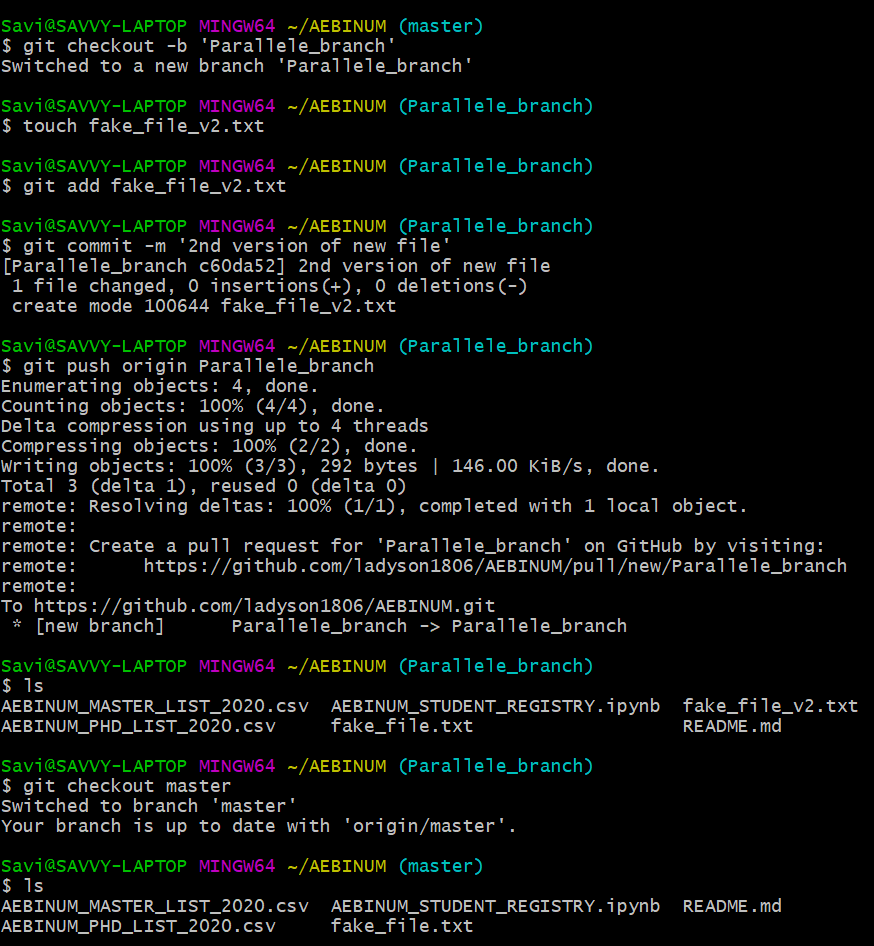 Savi@SAVVY-LAPTOP MINGW64 ~/AEBINUM (master)
$ git checkout -b 'Parallele_branch'
Switched to a new branch 'Parallele_branch'
Savi@SAVVY-LAPTOP MINGW64 ~/AEBINUM (Parallele_branch)
$ touch fake_file_v2.txt
Savi@SAVVY-LAPTOP MINGW64 ~/AEBINUM (Parallele_branch)
$ git add fake_file_v2.txt
Savi@SAVVY-LAPTOP MINGW64 ~/AEBINUM (Parallele_branch)
$ git commit -m '2nd version of new file'
[Parallele_branch c60da52] 2nd version of new file
 1 file changed, 0 insertions(+), 0 deletions(-)
 create mode 100644 fake_file_v2.txt
Savi@SAVVY-LAPTOP MINGW64 ~/AEBINUM (Parallele_branch)
$ git push origin Parallele_branch
Enumerating objects: 4, done.
Counting objects: 100% (4/4), done.
Delta compression using up to 4 threads
Compressing objects: 100% (2/2), done.
Writing objects: 100% (3/3), 292 bytes | 146.00 KiB/s, done.
Total 3 (delta 1), reused 0 (delta 0)
remote: Resolving deltas: 100% (1/1), completed with 1 local object.
remote:
remote: Create a pull request for 'Parallele_branch' on GitHub by visiting:
remote:      https://github.com/ladyson1806/AEBINUM/pull/new/Parallele_branch
remote:
To https://github.com/ladyson1806/AEBINUM.git
 * [new branch]      Parallele_branch -> Parallele_branch
Savi@SAVVY-LAPTOP MINGW64 ~/AEBINUM (Parallele_branch)
$ ls
AEBINUM_MASTER_LIST_2020.csv  AEBINUM_STUDENT_REGISTRY.ipynb  fake_file_v2.txt
AEBINUM_PHD_LIST_2020.csv     fake_file.txt                   README.md
Savi@SAVVY-LAPTOP MINGW64 ~/AEBINUM (Parallele_branch)
$ git checkout master
Switched to branch 'master'
Your branch is up to date with 'origin/master'.
Savi@SAVVY-LAPTOP MINGW64 ~/AEBINUM (master)
$ ls
AEBINUM_MASTER_LIST_2020.csv  AEBINUM_STUDENT_REGISTRY.ipynb  README.md
AEBINUM_PHD_LIST_2020.csv     fake_file.txt